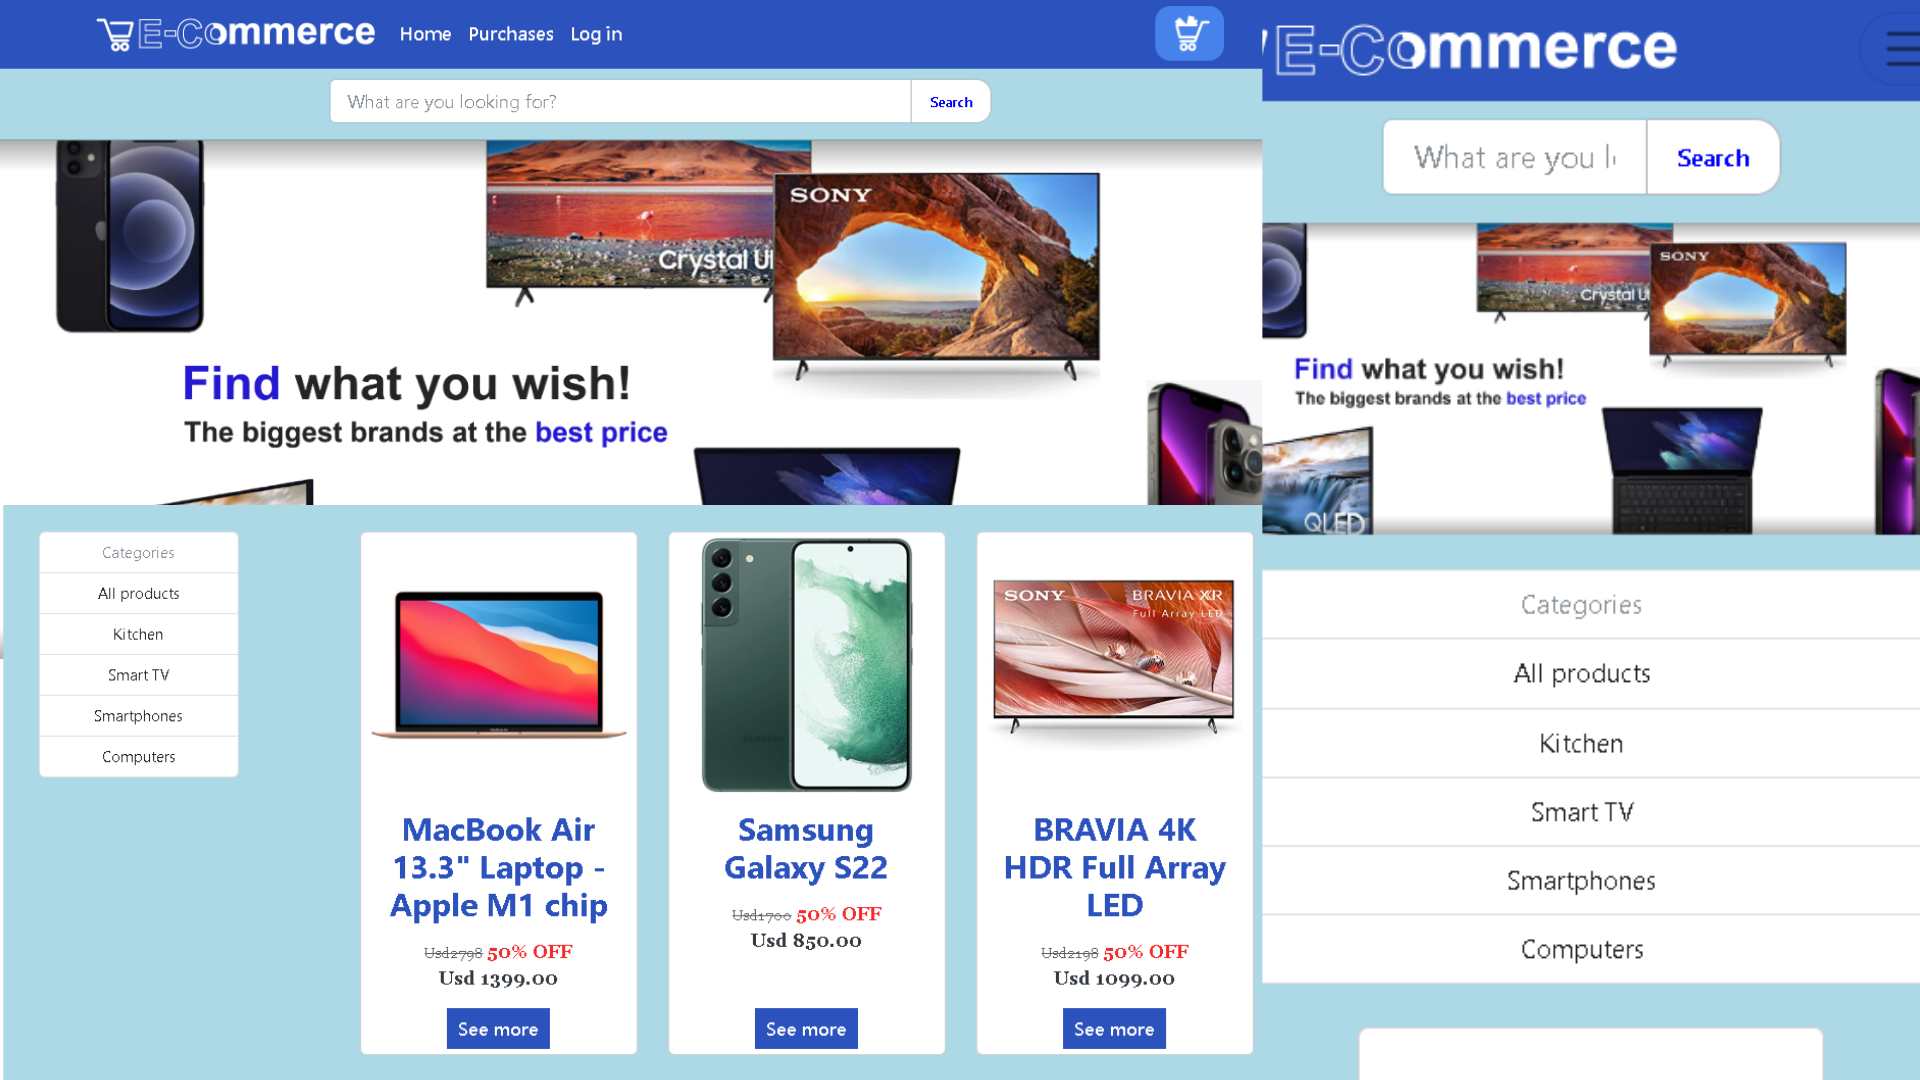 E-Commerce
Home
Purchases
Log in
What are you looking for?
Search
SONY
Crystal U
Find what you wish!
The biggest brands at the best price
Categories
All products
Kitchen
Smart TV
Smartphones
Computers
MacBook Air
13.3" Laptop -
Apple M1 chip
Usd2798 50% OFF
Usd 1399.00
See more
Samsung
Galaxy S22
Usd1700 50% OFF
Usd 850.00
See more
SONY
BRAVIA XR
Full Array LED
BRAVIA 4K
HDR Full Array
LED
Usd2198 50% OFF
Usd 1099.00
See more
E-Commerce
What are you l
Search
SONY
Crystal U
Find what you wish!
The biggest brands at the best price
QLED
Categories
All products
Kitchen
Smart TV
Smartphones
Computers